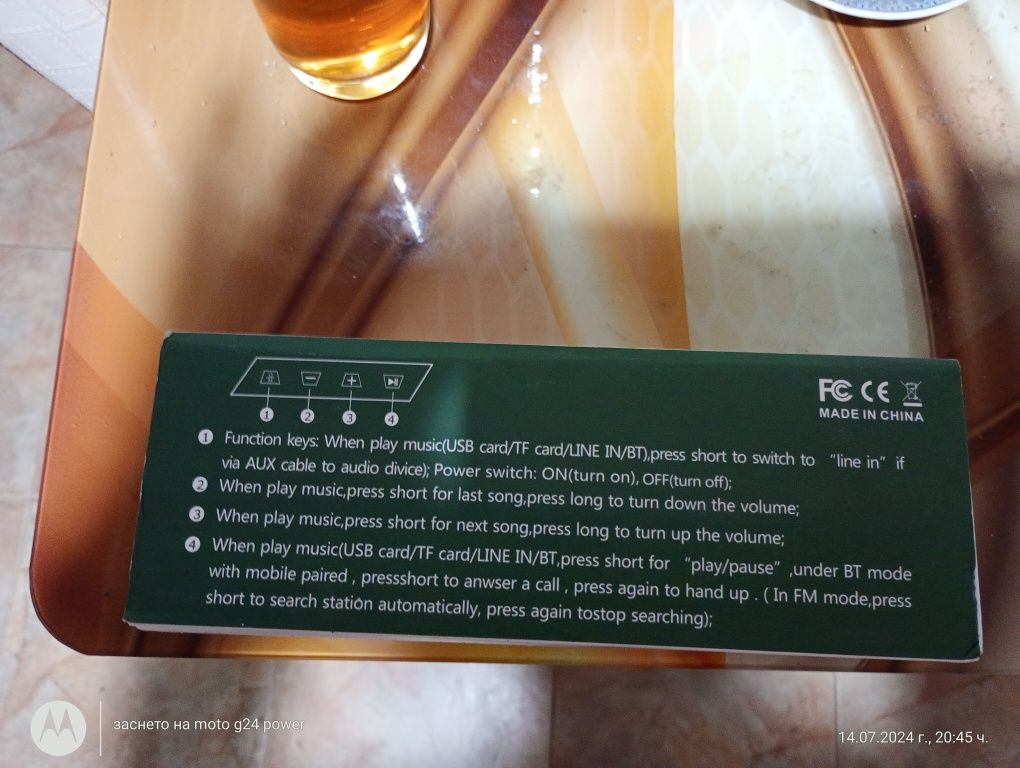 1 2 3 4
FC CE
MADE IN CHINA
1 Function keys: When play music(USB card/TF card/LINE IN/BT),press short to switch to “line in” if
via AUX cable to audio divice); Power switch: ON(turn on), OFF(turn off);
2 When play music,press short for last song,press long to turn down the volume;
3 When play music,press short for next song,press long to turn up the volume;
4 When play music(USB card/TF card/LINE IN/BT,press short for “play/pause”,under BT mode
with mobile paired , pressshort to anwser a call , press again to hand up . ( In FM mode,press
short to search station automatically, press again tostop searching);
заснето на moto g24 power
14.07.2024 г., 20:45 ч.